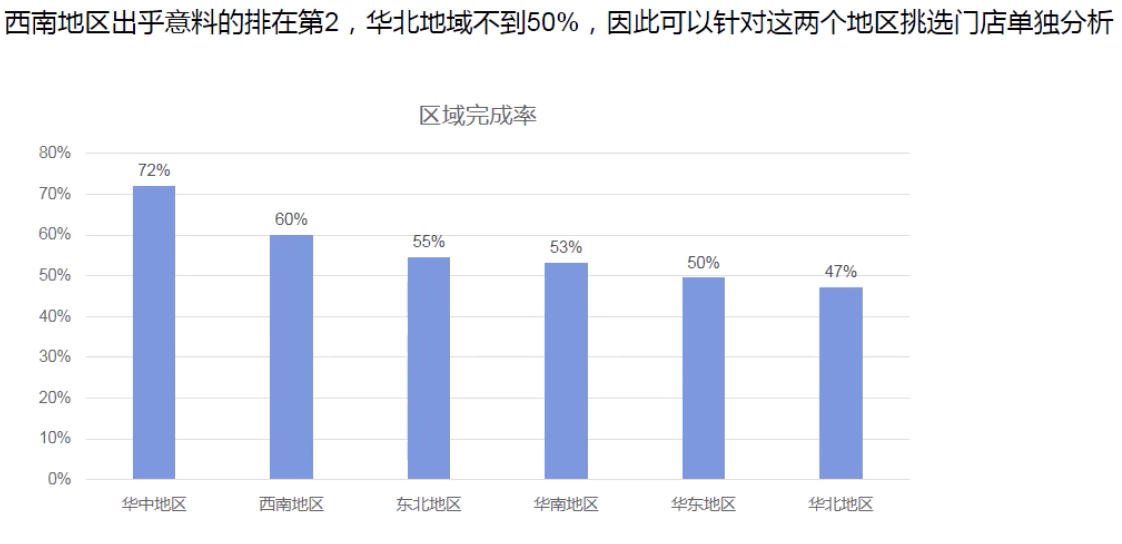 西南地区出乎意料的排在第2，华北地域不到50%，因此可以针对这两个地区挑选门店单独分析
区域完成率
80%
70%
60%
50%
40%
30%
20%
10%
0%
72%
60%
55%
53%
50%
47%
华中地区
西南地区
东北地区
华南地区
华东地区
华北地区